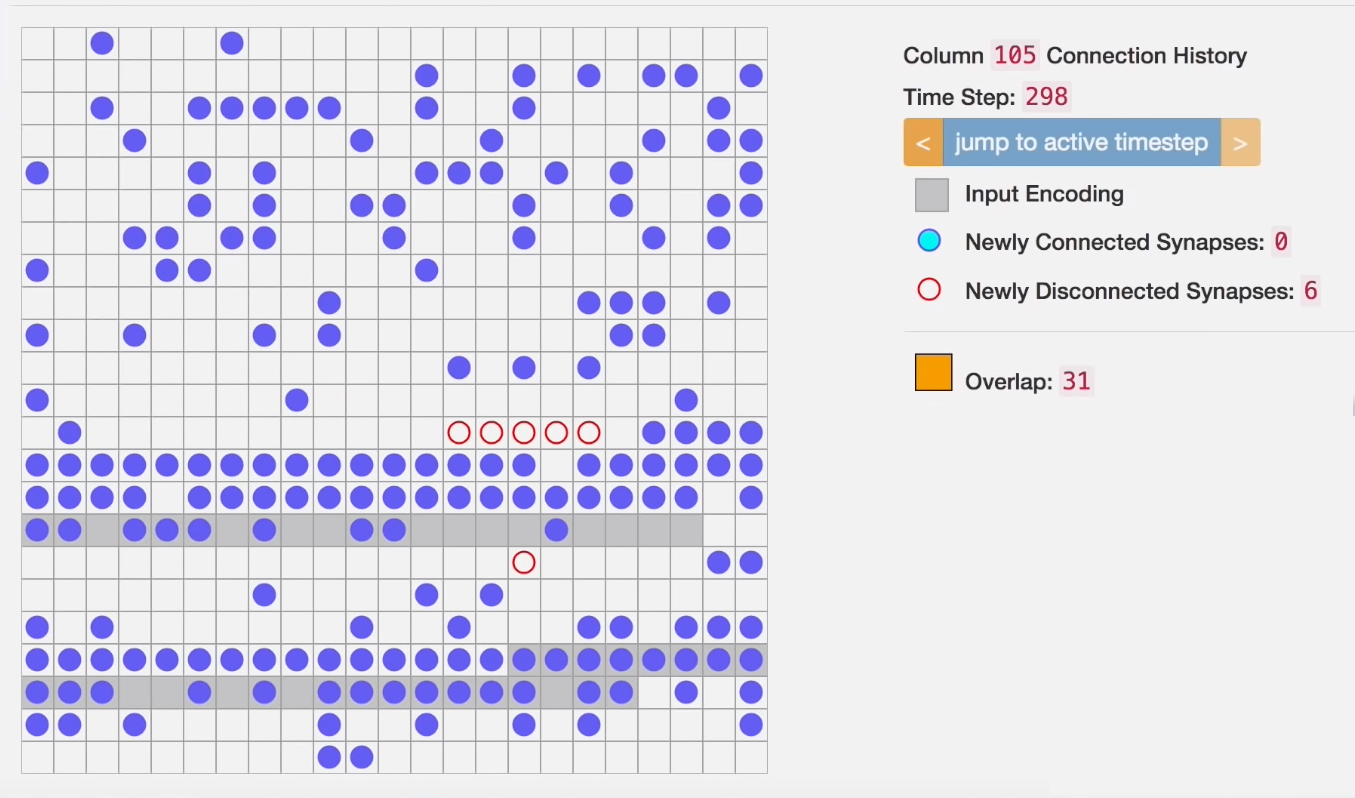 Column 105 Connection History
Time Step: 298
< jump to active timestep >
Input Encoding
Newly Connected Synapses: 0
Newly Disconnected Synapses: 6
Overlap: 31